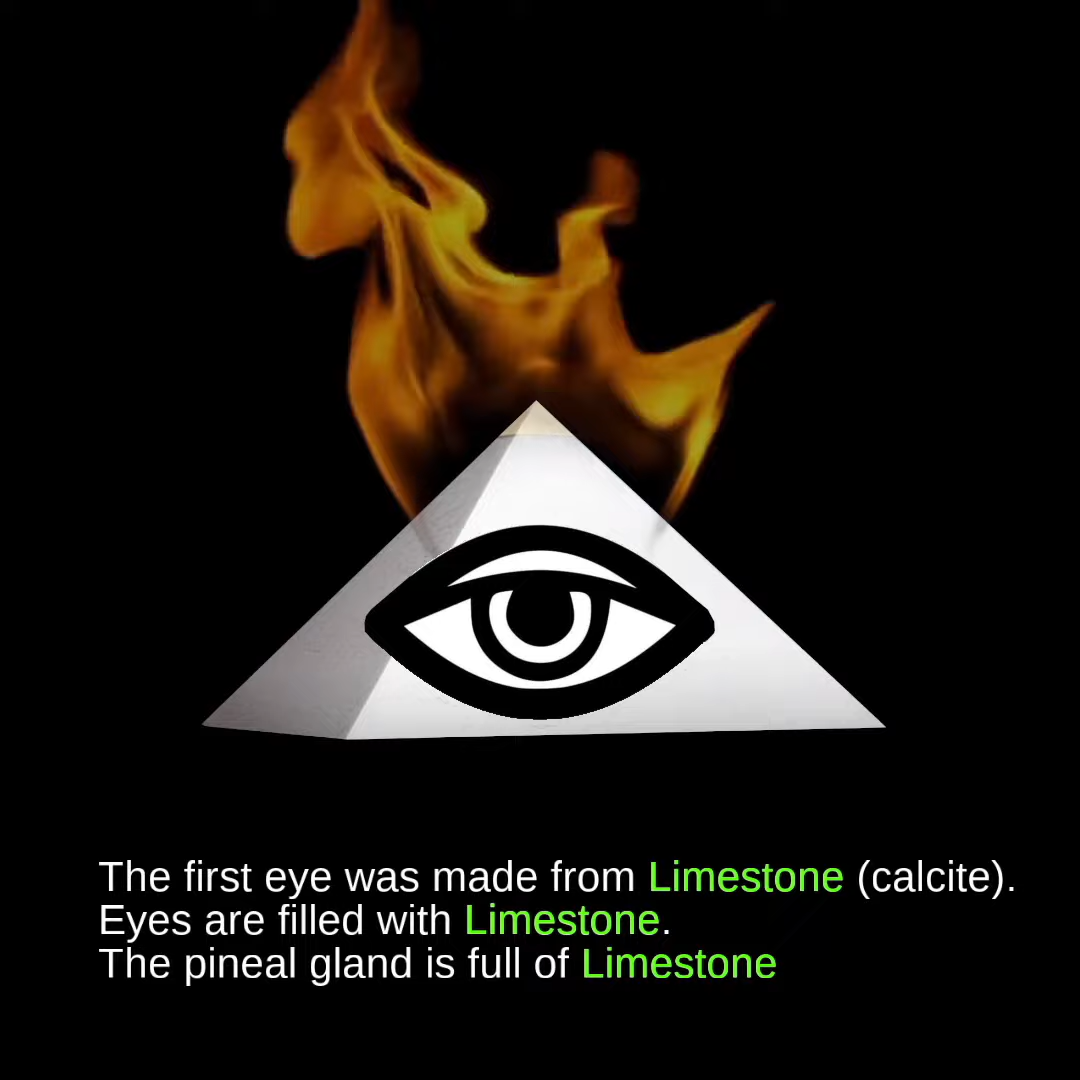 The first eye was made from Limestone (calcite).
Eyes are filled with Limestone.
The pineal gland is full of Limestone